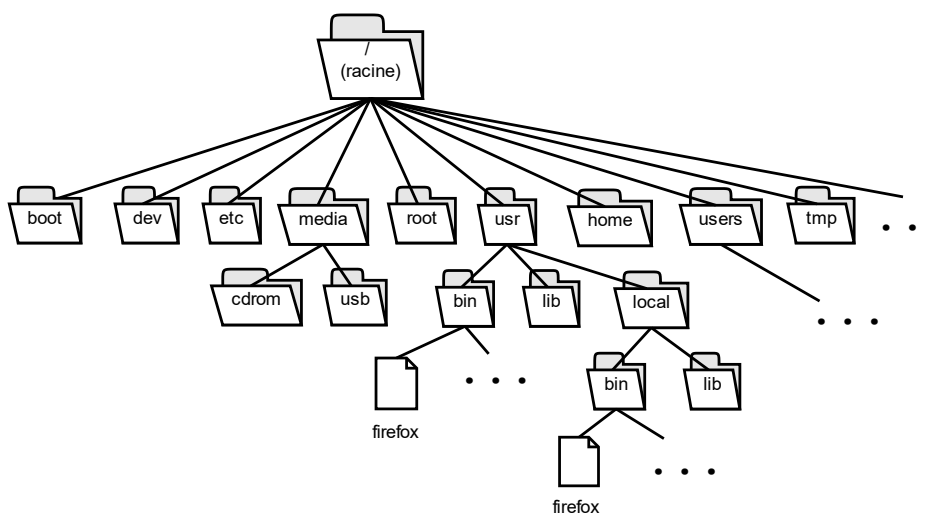 /
(racine)
boot dev etc media root usr home users tmp . .
cdrom usb bin lib local
. . .
bin lib
. . .
firefox
. . .
firefox